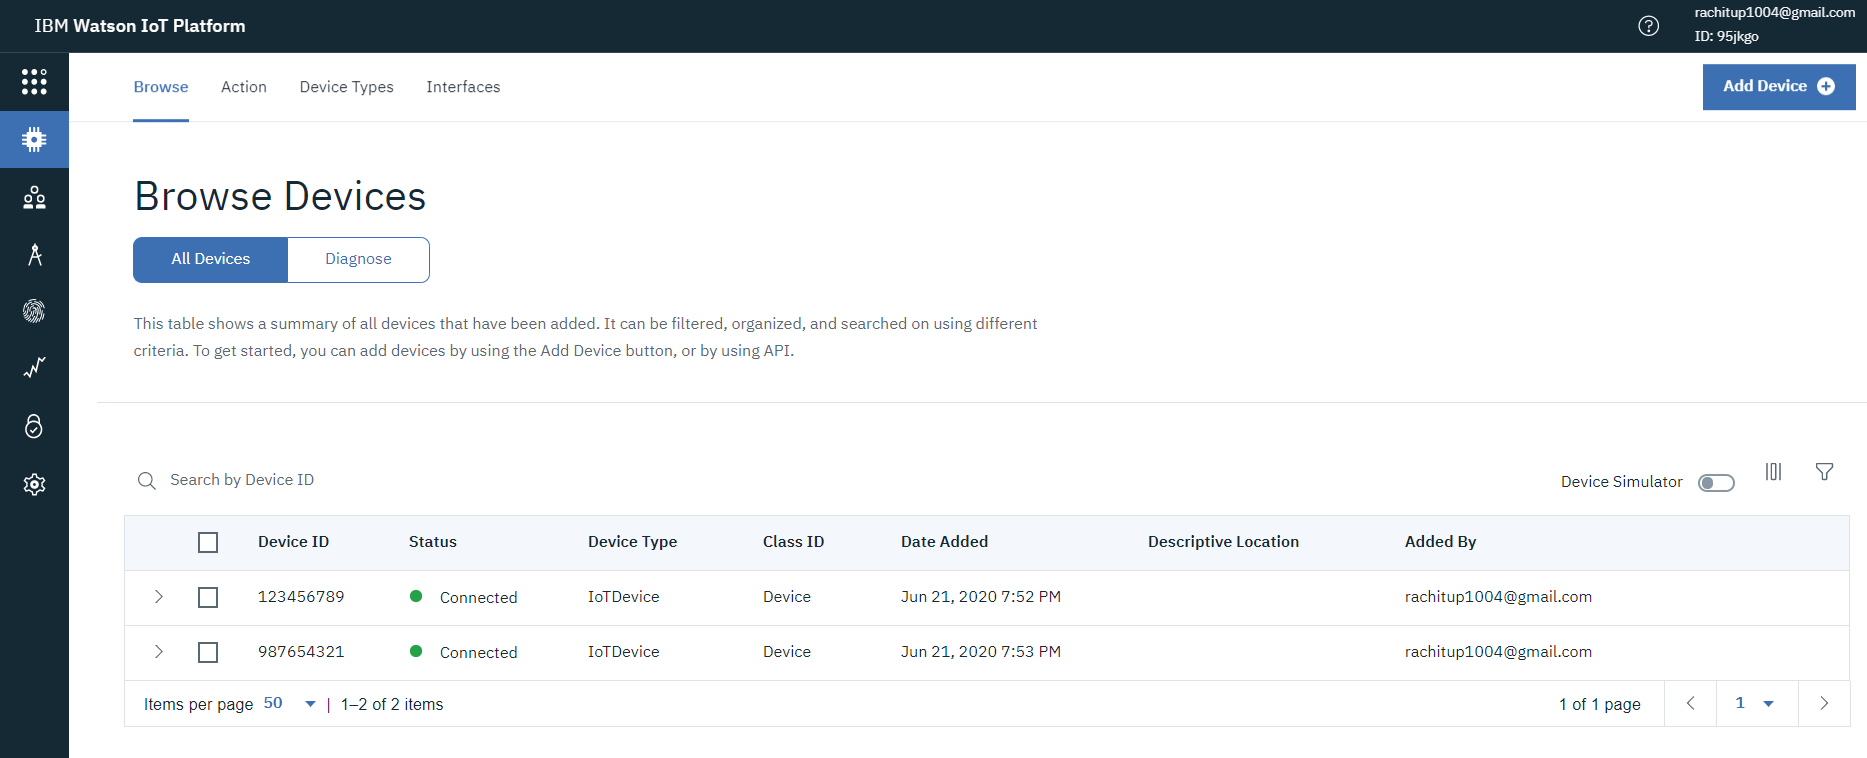 IBM Watson IoT Platform
rachitup1004@gmail.com
ID: 95jkgo
Browse Action Device Types Interfaces
Add Device
Browse Devices
All Devices Diagnose
This table shows a summary of all devices that have been added. It can be filtered, organized, and searched on using different
criteria. To get started, you can add devices by using the Add Device button, or by using API.
Search by Device ID
Device Simulator
Device ID Status Device Type Class ID Date Added Descriptive Location Added By
123456789 Connected IoTDevice Device Jun 21, 2020 7:52 PM rachitup1004@gmail.com
987654321 Connected IoTDevice Device Jun 21, 2020 7:53 PM rachitup1004@gmail.com
Items per page 50 | 1–2 of 2 items 1 of 1 page 1